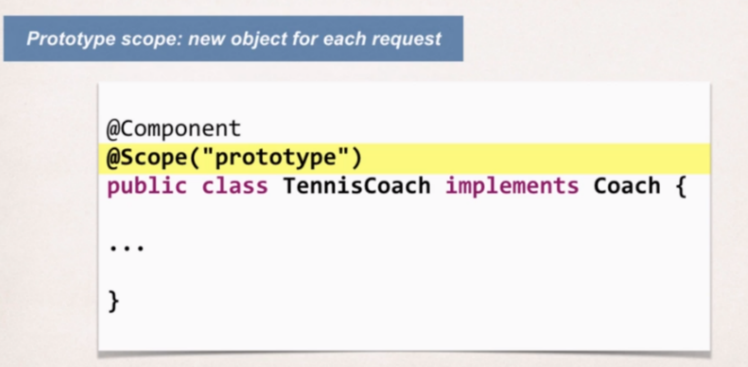 Prototype scope: new object for each request
@Component
@Scope("prototype")
public class TennisCoach implements Coach {
...
}